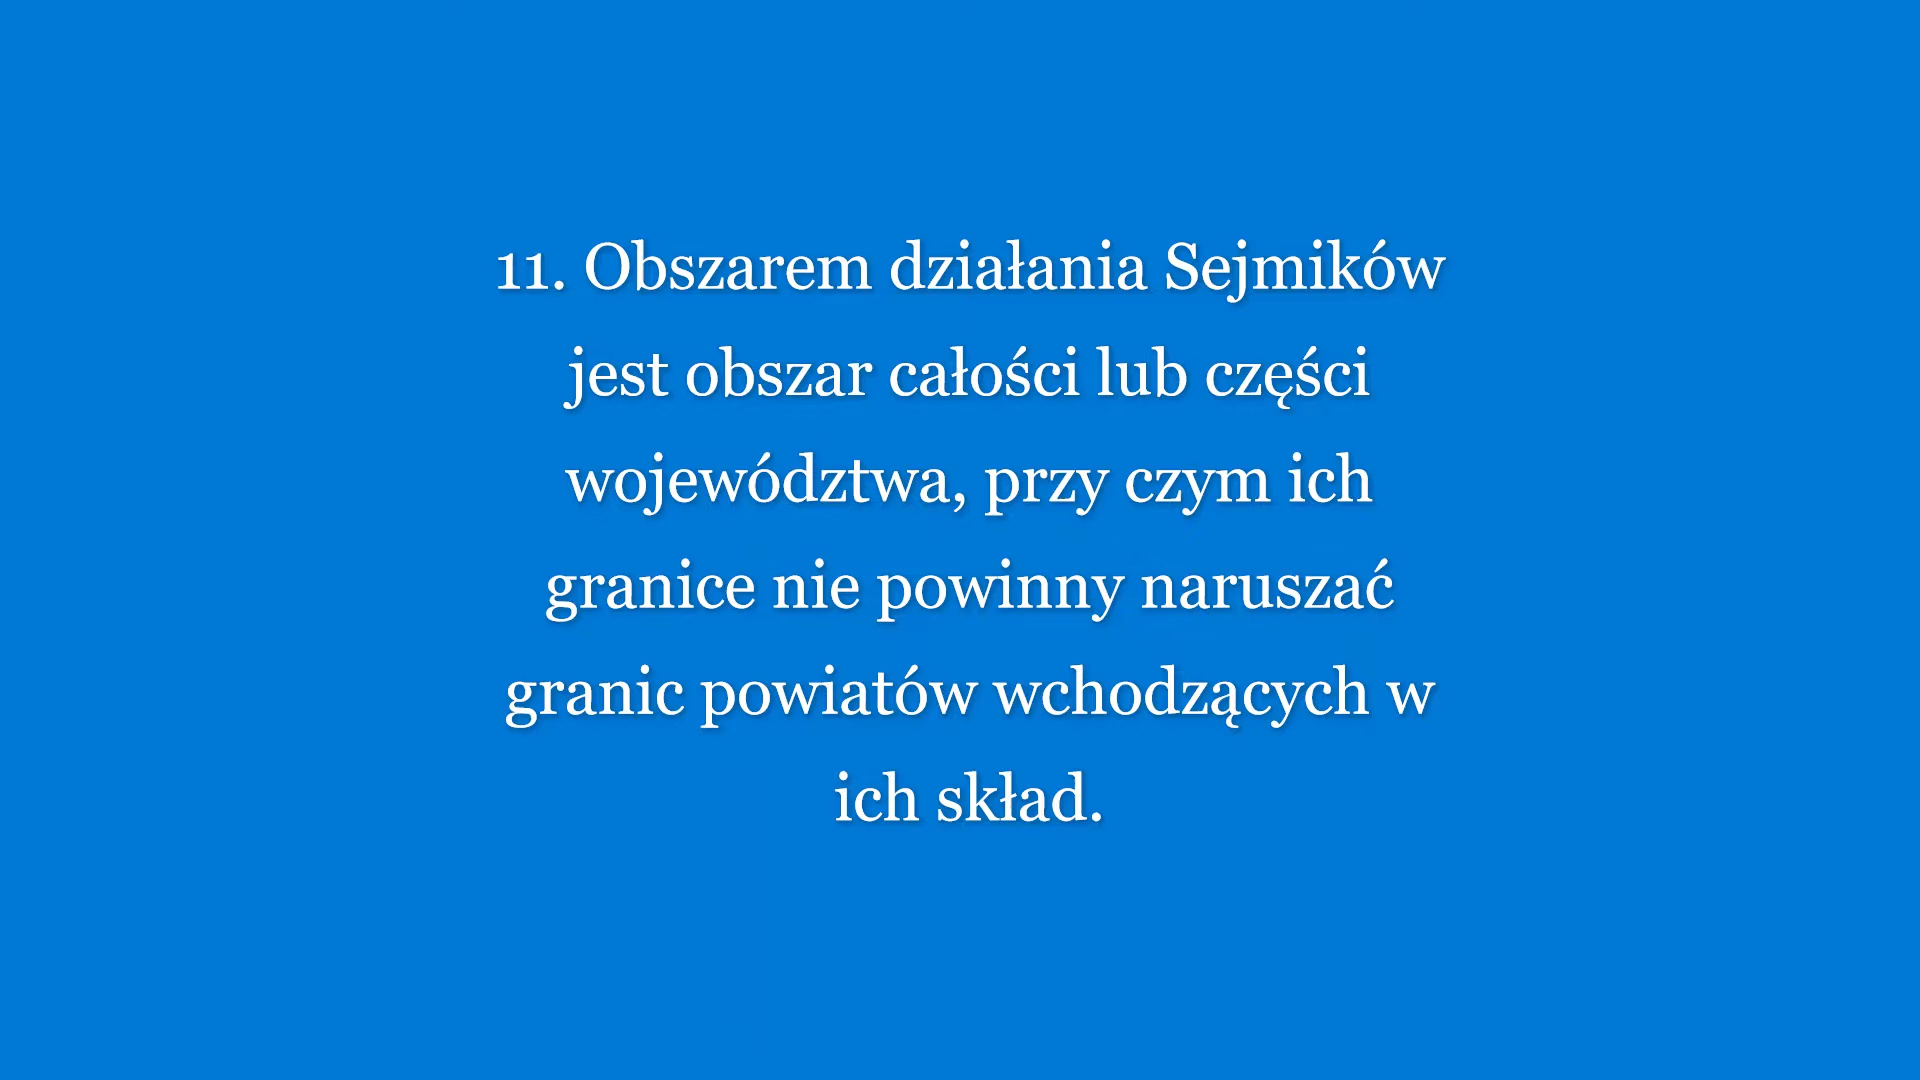 11. Obszarem działania Sejmików
jest obszar całości lub części
województwa, przy czym ich
granice nie powinny naruszać
granic powiatów wchodzących w
ich skład.